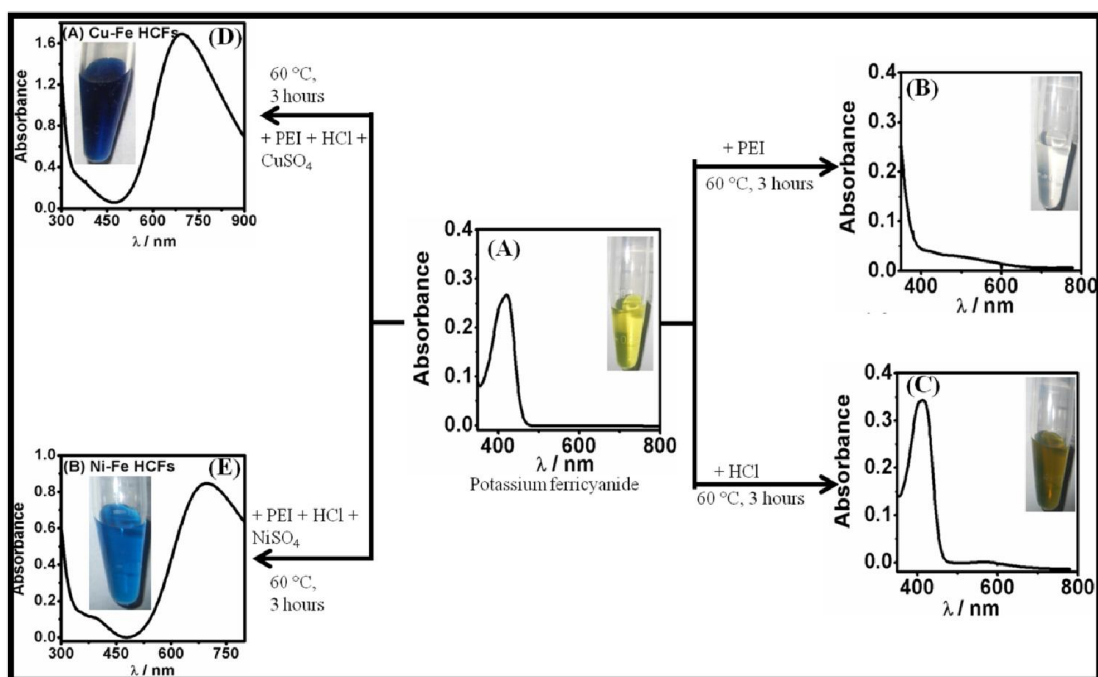 (A) Cu-Fe HCFs
(D)
1.6
1.2
0.8
0.4
0.0
Absorbance
300 450 600 750 900
λ / nm
60 °C,
3 hours
+ PEI + HCl +
CuSO4
(A)
0.4
0.3
0.2
0.1
0.0
Absorbance
400 600 800
λ / nm
Potassium ferricyanide
+ PEI
60 °C, 3 hours
(B)
0.4
0.3
0.2
0.1
0.0
Absorbance
400 600 800
λ / nm
+ HCl
60 °C, 3 hours
(C)
0.4
0.3
0.2
0.1
0.0
Absorbance
400 600 800
λ / nm
(B) Ni-Fe HCFs
(E)
1.0
0.8
0.6
0.4
0.2
0.0
Absorbance
300 450 600 750
λ / nm
+ PEI + HCl +
NiSO4
60 °C,
3 hours